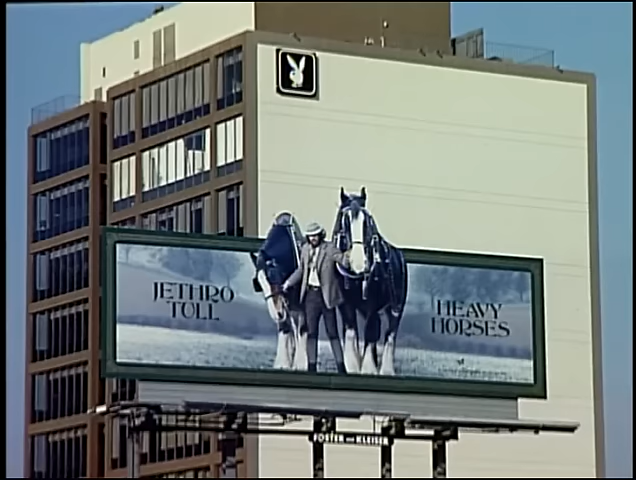 JETHRO
TULL
HEAVY
HORSES
FOSTER AND KLEISER